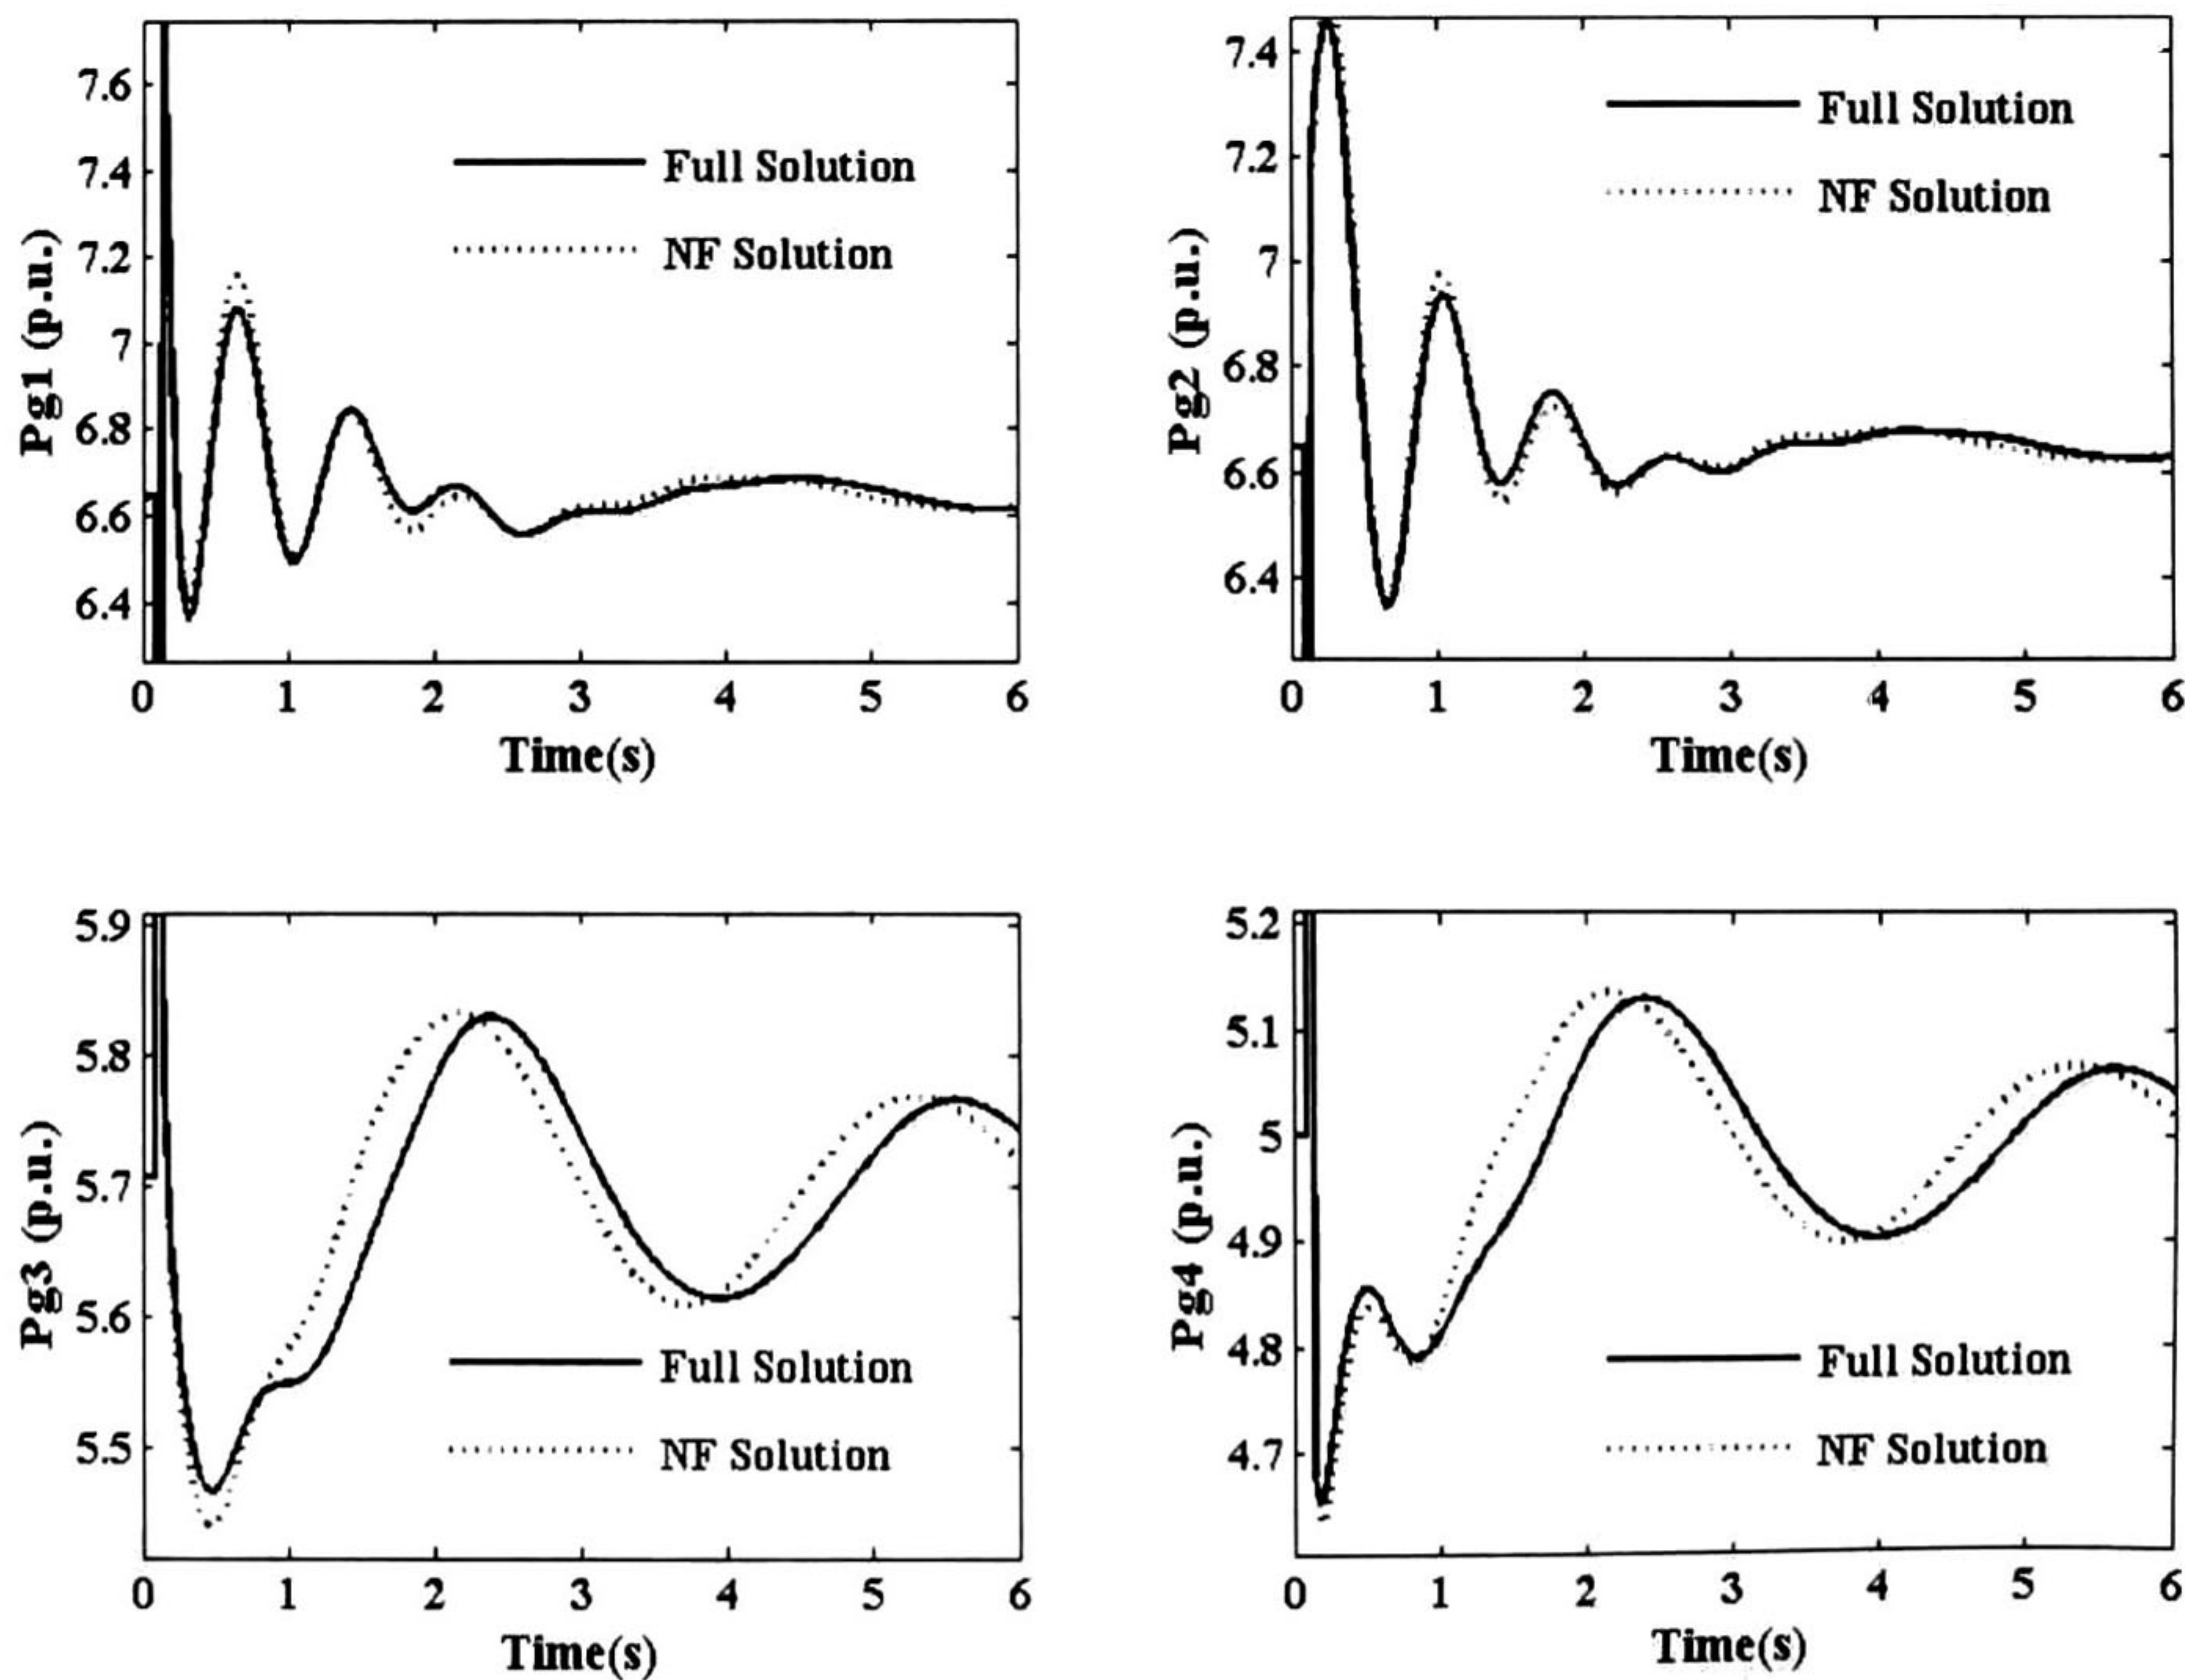 Pg1 (p.u.)
7.6
7.4
7.2
7
6.8
6.6
6.4
Full Solution
NF Solution
0 1 2 3 4 5 6
Time(s)
Pg2 (p.u.)
7.4
7.2
7
6.8
6.6
6.4
Full Solution
NF Solution
0 1 2 3 4 5 6
Time(s)
Pg3 (p.u.)
5.9
5.8
5.7
5.6
5.5
Full Solution
NF Solution
0 1 2 3 4 5 6
Time(s)
Pg4 (p.u.)
5.2
5.1
5
4.9
4.8
4.7
Full Solution
NF Solution
0 1 2 3 4 5 6
Time(s)